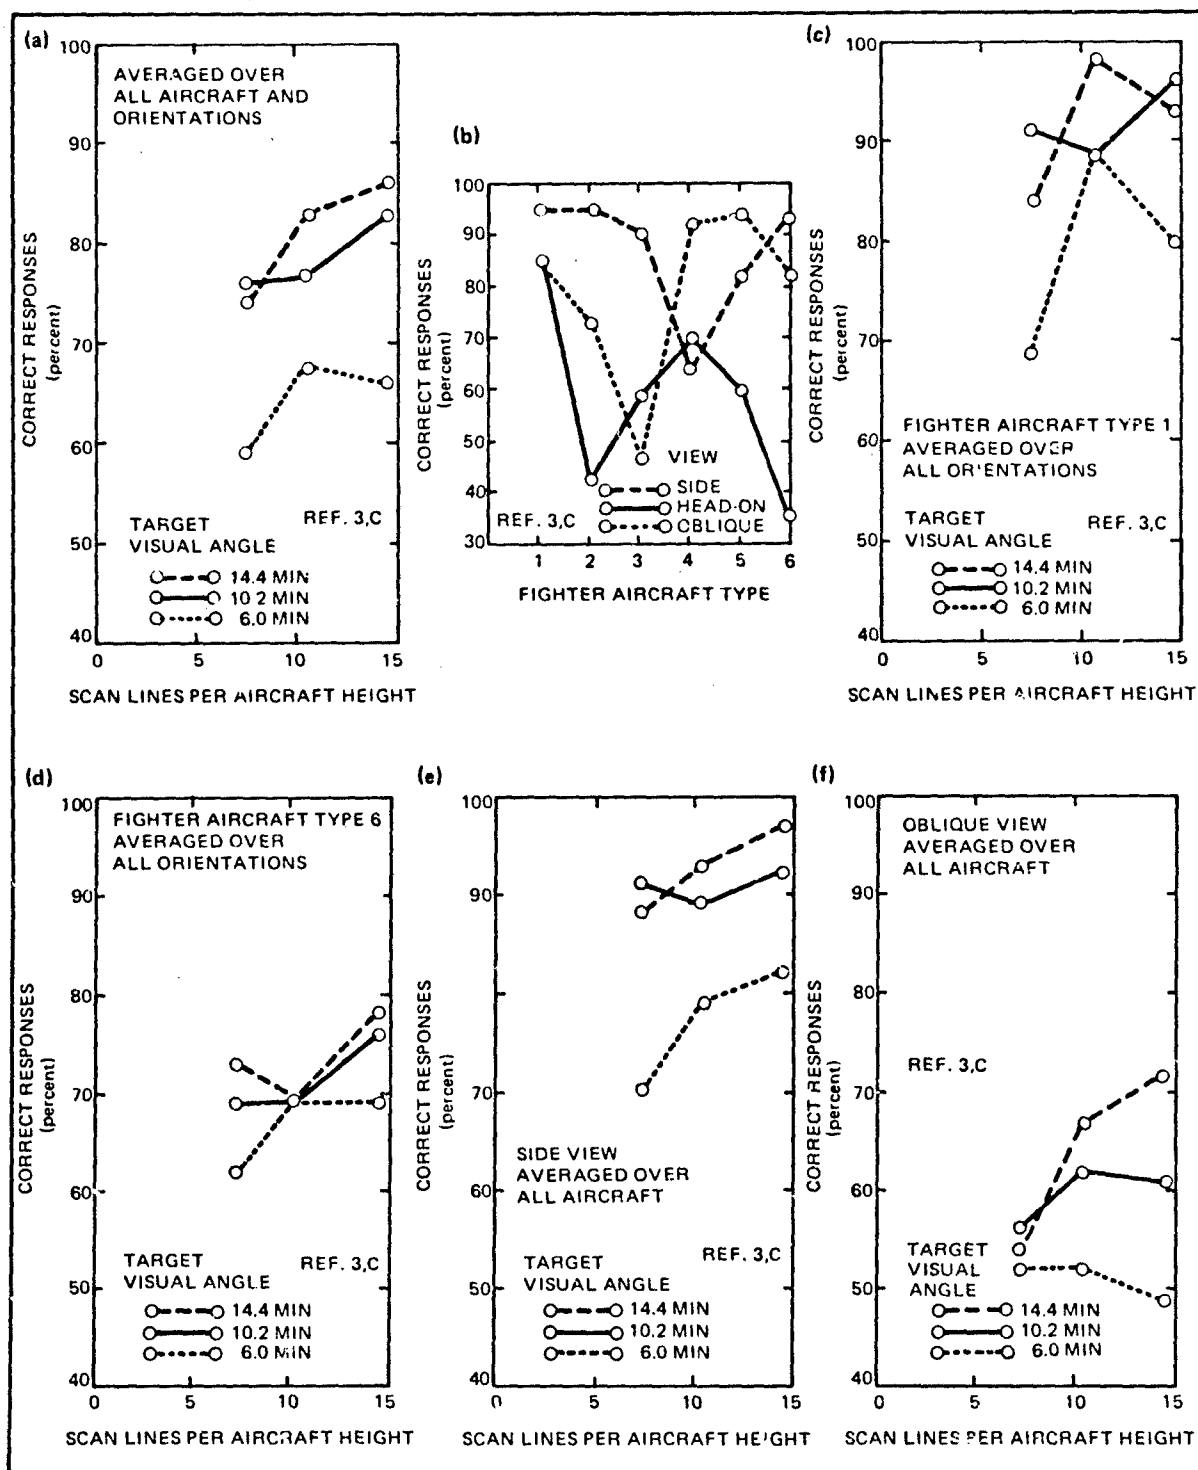 (a)
100
90
80
70
60
50
40
0 5 10 15
CORRECT RESPONSES
(percent)
AVERAGED OVER
ALL AIRCRAFT AND
ORIENTATIONS
TARGET REF. 3,C
VISUAL ANGLE
14.4 MIN
10.2 MIN
6.0 MIN
SCAN LINES PER AIRCRAFT HEIGHT
(b)
100
90
80
70
60
50
40
30
1 2 3 4 5 6
CORRECT RESPONSES
(percent)
VIEW
SIDE
HEAD-ON
OBLIQUE
REF. 3,C
FIGHTER AIRCRAFT TYPE
(c)
100
90
80
70
60
50
40
0 5 10 15
CORRECT RESPONSES
(percent)
FIGHTER AIRCRAFT TYPE 1
AVERAGED OVER
ALL ORIENTATIONS
TARGET REF. 3,C
VISUAL ANGLE
14.4 MIN
10.2 MIN
6.0 MIN
SCAN LINES PER AIRCRAFT HEIGHT
(d)
100
90
80
70
60
50
40
0 5 10 15
CORRECT RESPONSES
(percent)
FIGHTER AIRCRAFT TYPE 6
AVERAGED OVER
ALL ORIENTATIONS
TARGET REF. 3,C
VISUAL ANGLE
14.4 MIN
10.2 MIN
6.0 MIN
SCAN LINES PER AIRCRAFT HEIGHT
(e)
100
90
80
70
60
50
40
0 5 10 15
CORRECT RESPONSES
(percent)
SIDE VIEW
AVERAGED OVER
ALL AIRCRAFT
REF. 3,C
TARGET
VISUAL ANGLE
14.4 MIN
10.2 MIN
6.0 MIN
SCAN LINES PER AIRCRAFT HEIGHT
(f)
100
90
80
70
60
50
40
0 5 10 15
CORRECT RESPONSES
(percent)
OBLIQUE VIEW
AVERAGED OVER
ALL AIRCRAFT
REF. 3,C
TARGET
VISUAL
ANGLE
14.4 MIN
10.2 MIN
6.0 MIN
SCAN LINES PER AIRCRAFT HEIGHT